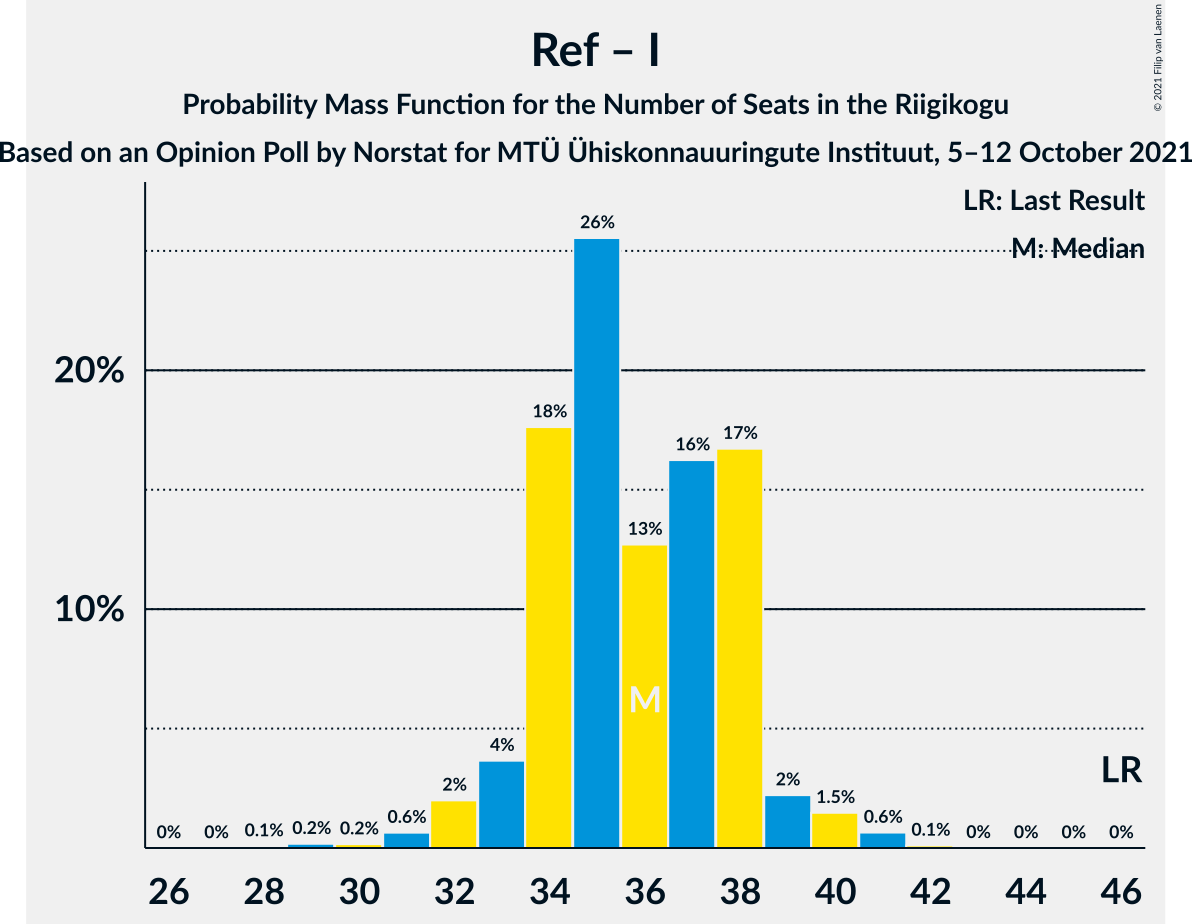 © 2021 Filip van Laenen
Ref – I
Probability Mass Function for the Number of Seats in the Riigikogu
Based on an Opinion Poll by Norstat for MTÜ Ühiskonnauuringute Instituut, 5–12 October 2021
LR: Last Result
M: Median
20%
10%
0% 0% 0.1% 0.2% 0.2% 0.6% 2% 4% 18% 26% 13% 16% 17% 2% 1.5% 0.6% 0.1% 0% 0% 0% 0%
M
LR
26 28 30 32 34 36 38 40 42 44 46